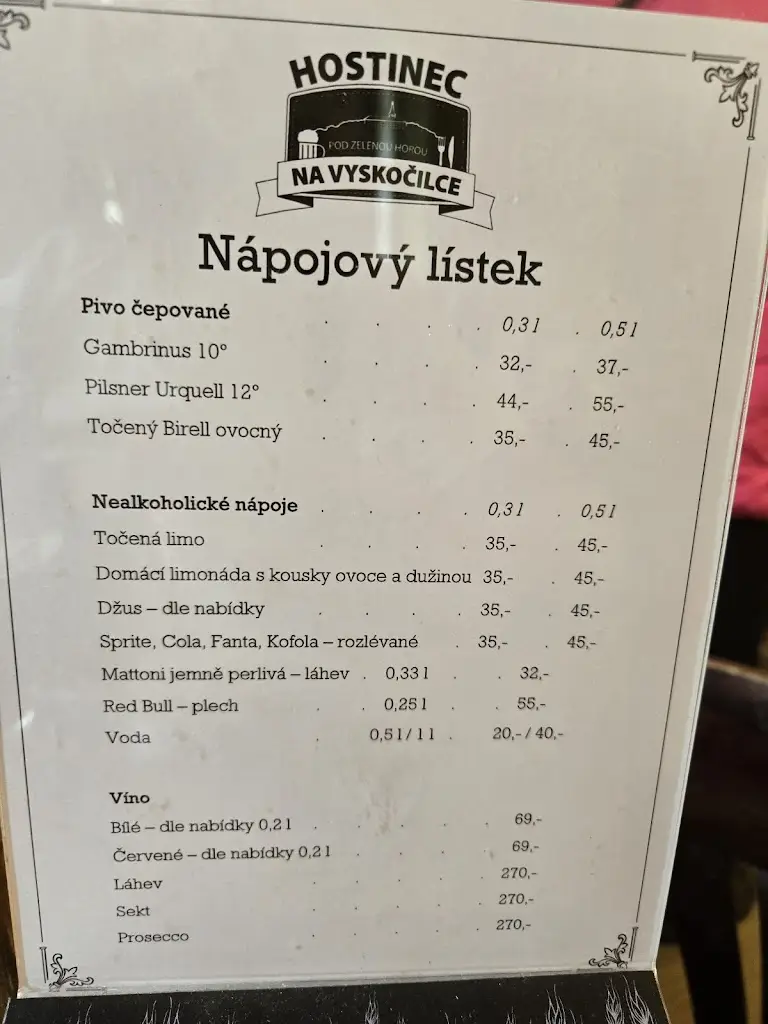 HOSTINEC
POD ZELENOU HOROU
NA VYSKOČILCE
Nápojový lístek
Pivo čepované . . . . 0,3 l . 0,5 l
Gambrinus 10° . . . . 32,- . 37,-
Pilsner Urquell 12° . . . . 44,- . 55,-
Točený Birell ovocný . . . . 35,- . 45,-
Nealkoholické nápoje . . . . 0,3 l . 0,5 l
Točená limo . . . . 35,- . 45,-
Domácí limonáda s kousky ovoce a dužinou 35,- . 45,-
Džus – dle nabídky . . . . 35,- . 45,-
Sprite, Cola, Fanta, Kofola – rozlévané . 35,- . 45,-
Mattoni jemně perlivá – láhev . 0,33 l . . 32,-
Red Bull – plech . . 0,25 l . . 55,-
Voda . 0,5 l / 1 l . 20,- / 40,-
Víno
Bílé – dle nabídky 0,2 l . . . . 69,-
Červené – dle nabídky 0,2 l . . . . 69,-
Láhev . . . . . 270,-
Sekt . . . . . 270,-
Prosecco . . . . . 270,-